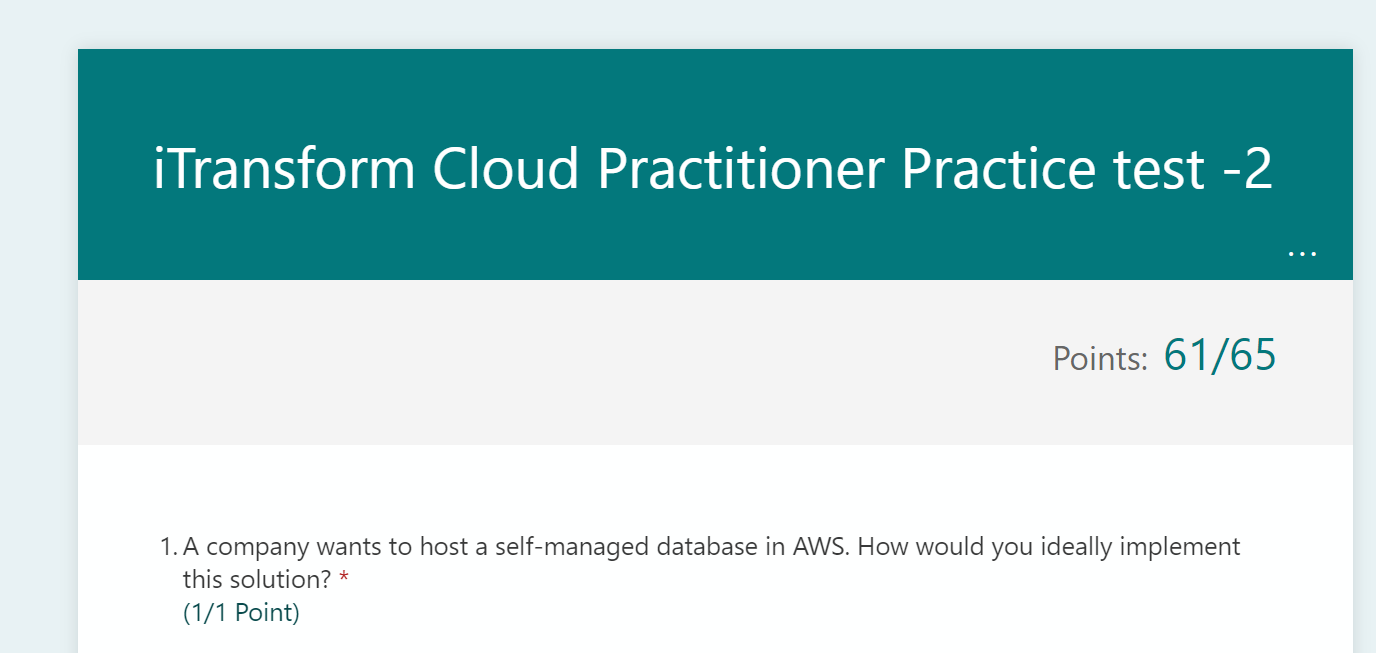 iTransform Cloud Practitioner Practice test -2
...
Points: 61/65
1. A company wants to host a self-managed database in AWS. How would you ideally implement
this solution? *
(1/1 Point)